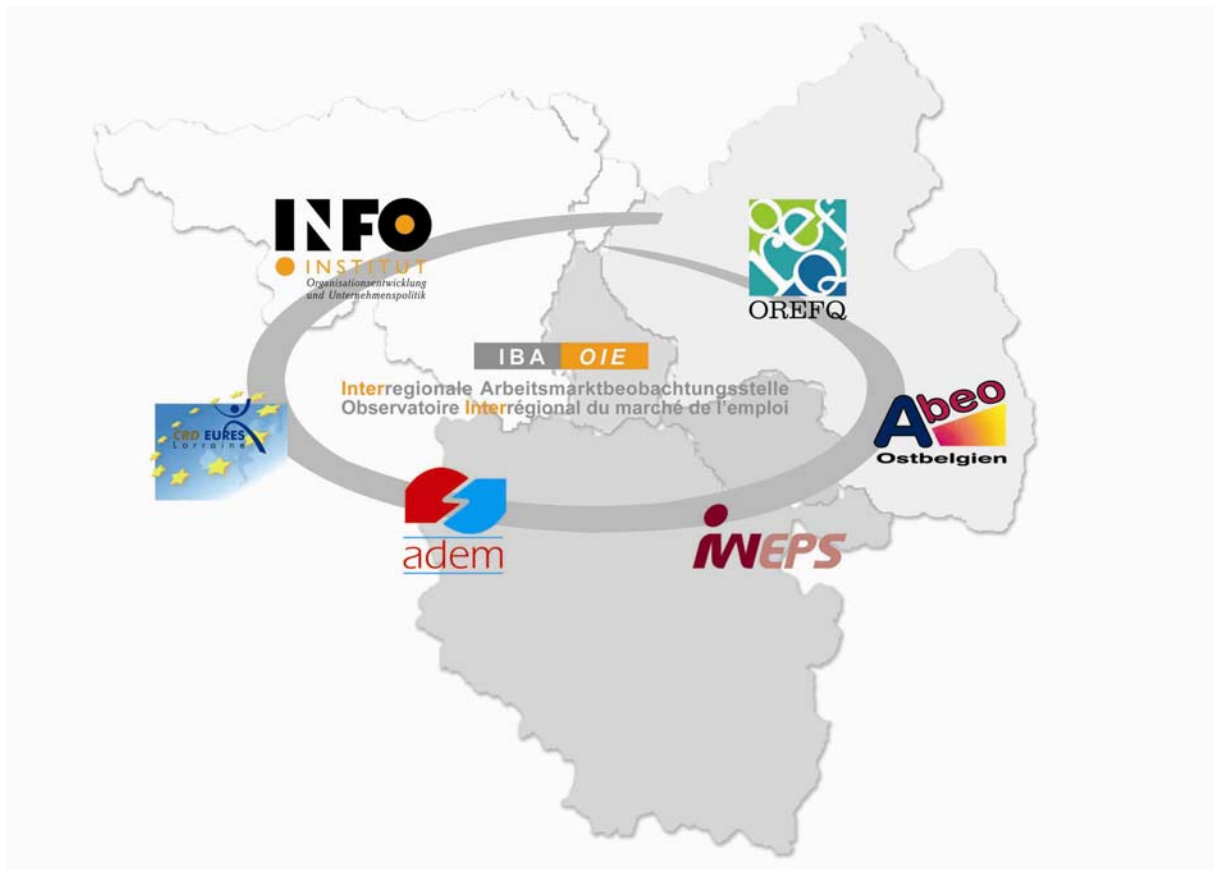 INFO
INSTITUT
Organisationsentwicklung
und Unternehmenspolitik
OREFQ
IBA OIE
Interregionale Arbeitsmarktbeobachtungsstelle
Observatoire Interrégional du marché de l'emploi
CRD EURES
Lorraine
Abeo
Ostbelgien
adem
iWEPS